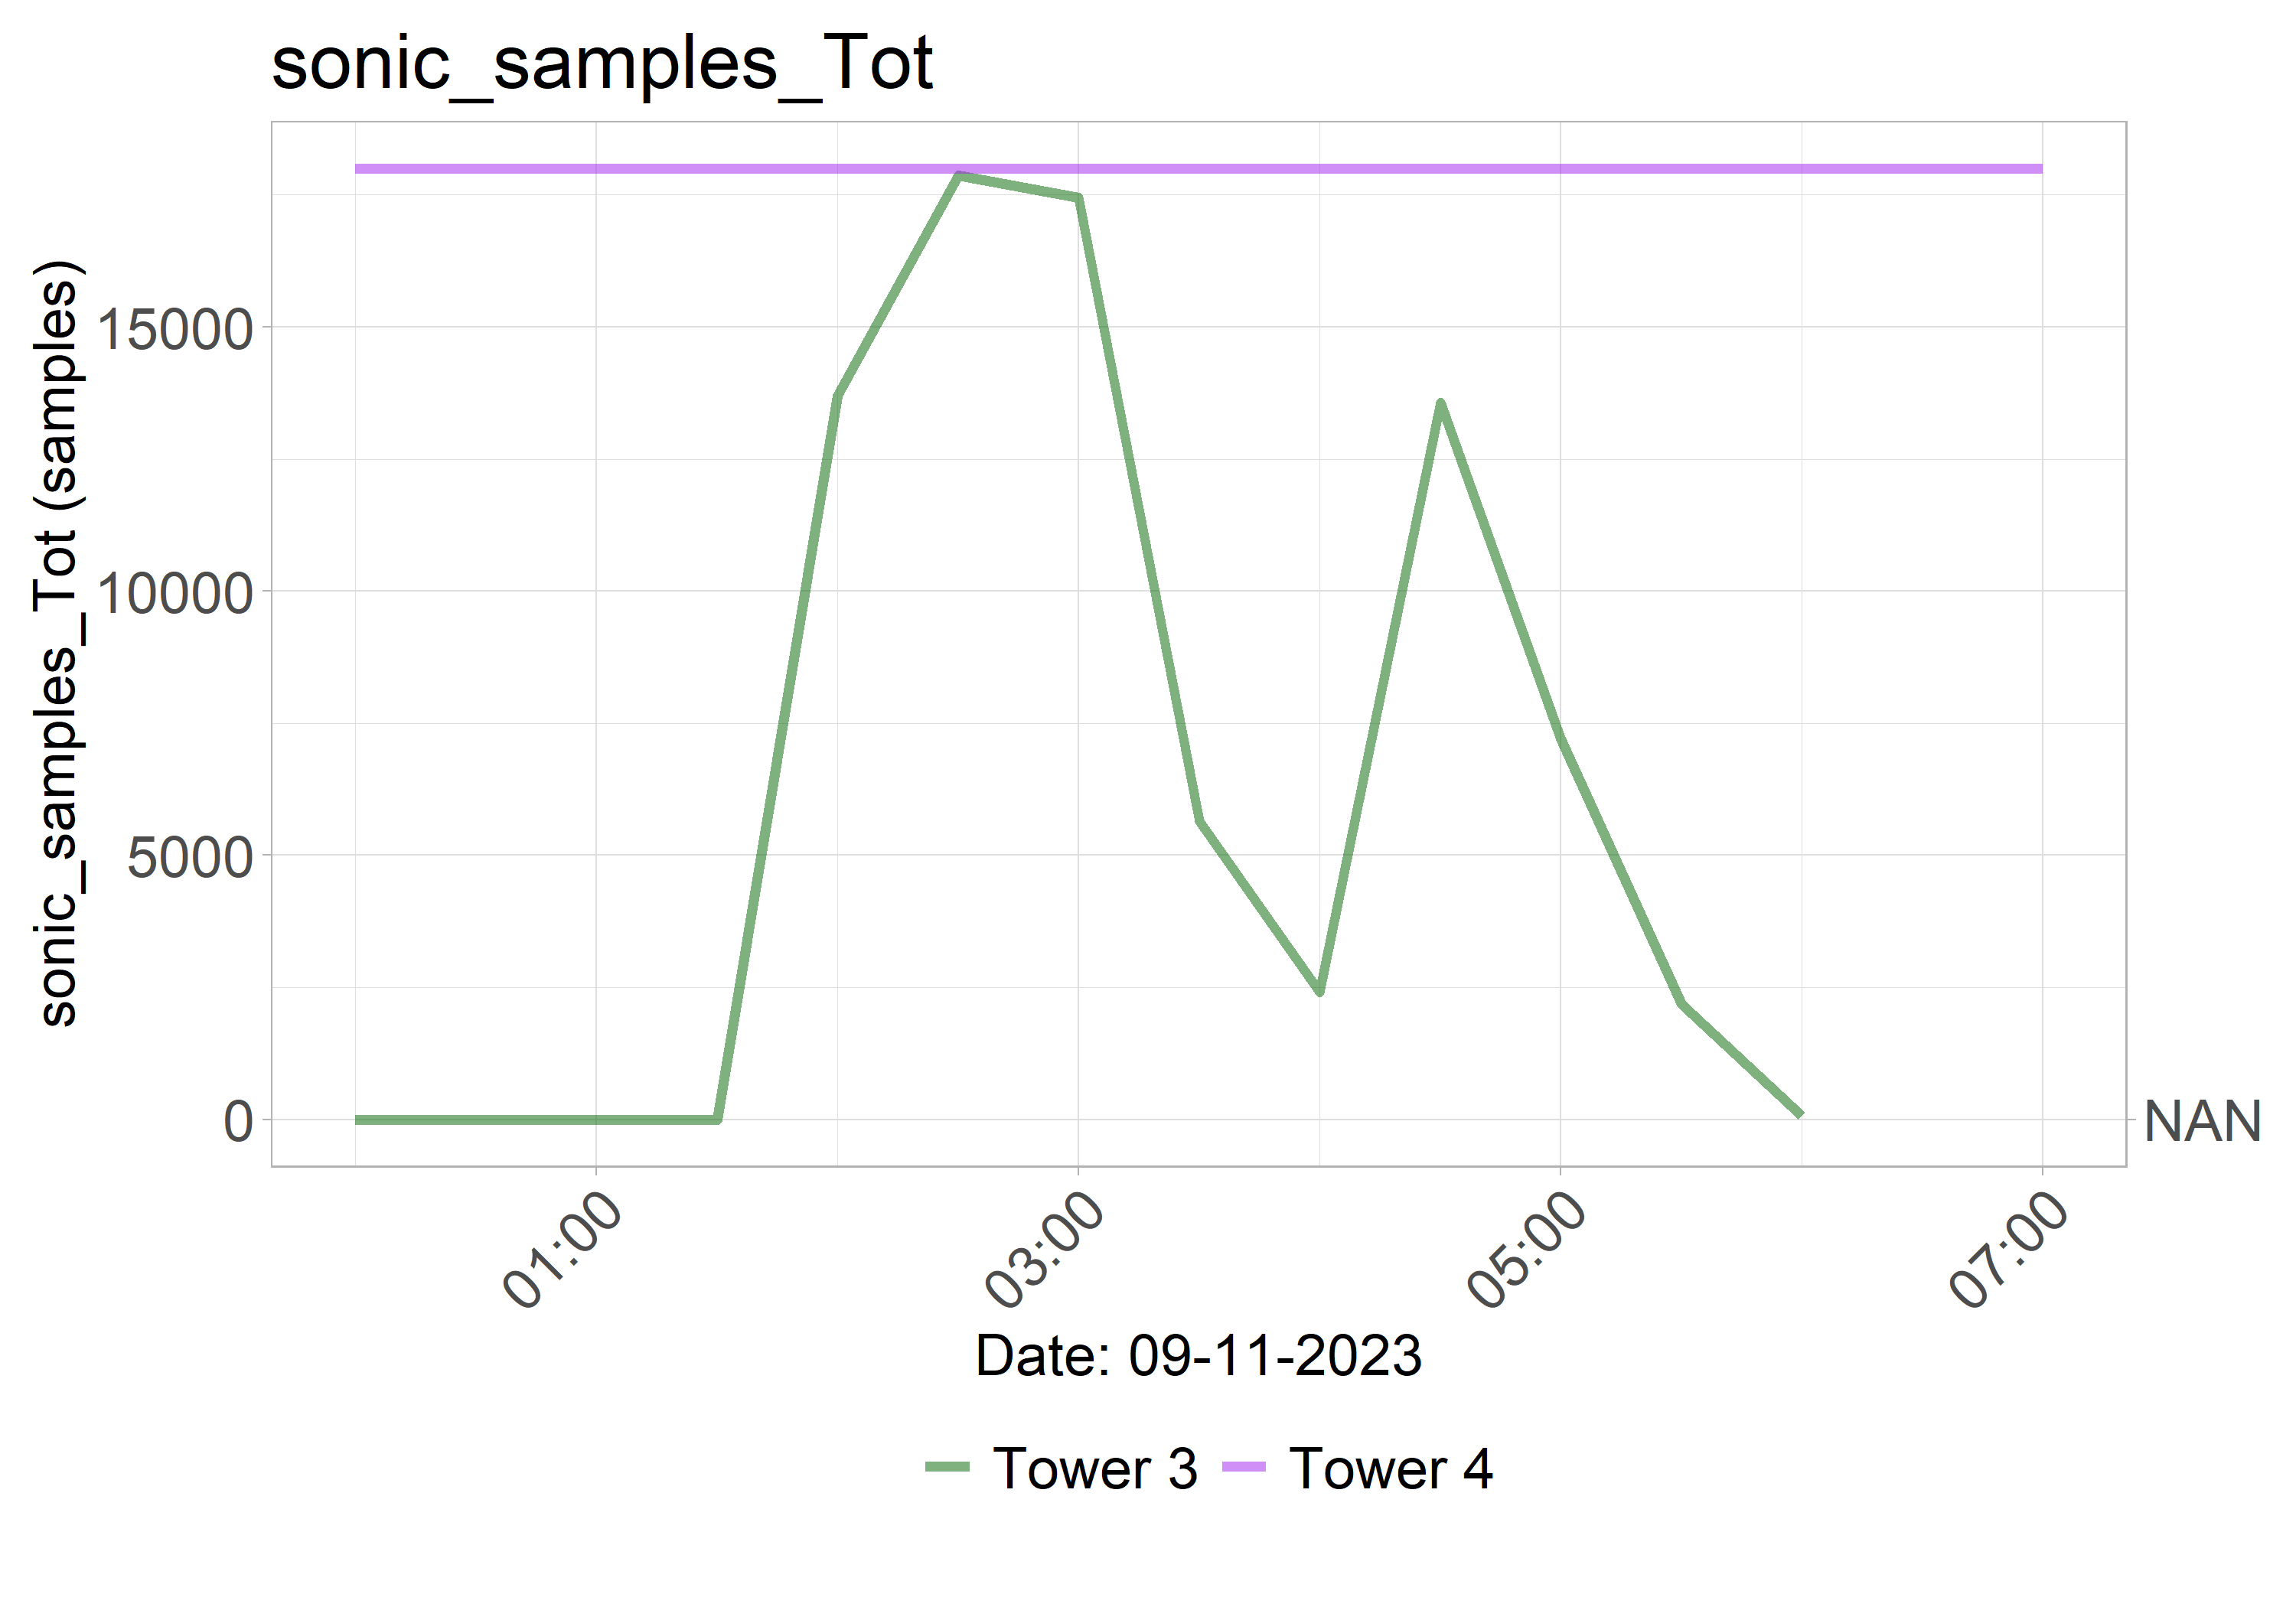 sonic_samples_Tot
sonic_samples_Tot (samples)
15000
10000
5000
0
NAN
01:00
03:00
05:00
07:00
Date: 09-11-2023
Tower 3
Tower 4